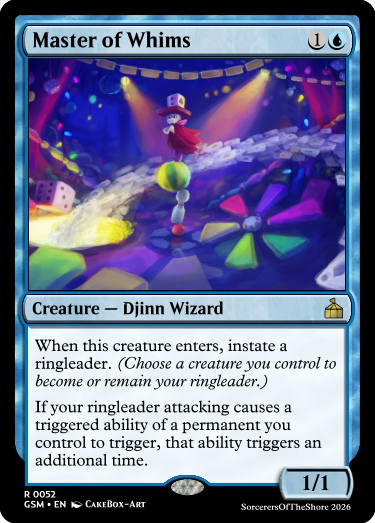 Master of Whims
1
Creature — Djinn Wizard
When this creature enters, instate a
ringleader. (Choose a creature you control to
become or remain your ringleader.)
If your ringleader attacking causes a
triggered ability of a permanent you
control to trigger, that ability triggers an
additional time.
1/1
R 0052
GSM • EN CakeBox-Art
SorcerersOfTheShore 2026